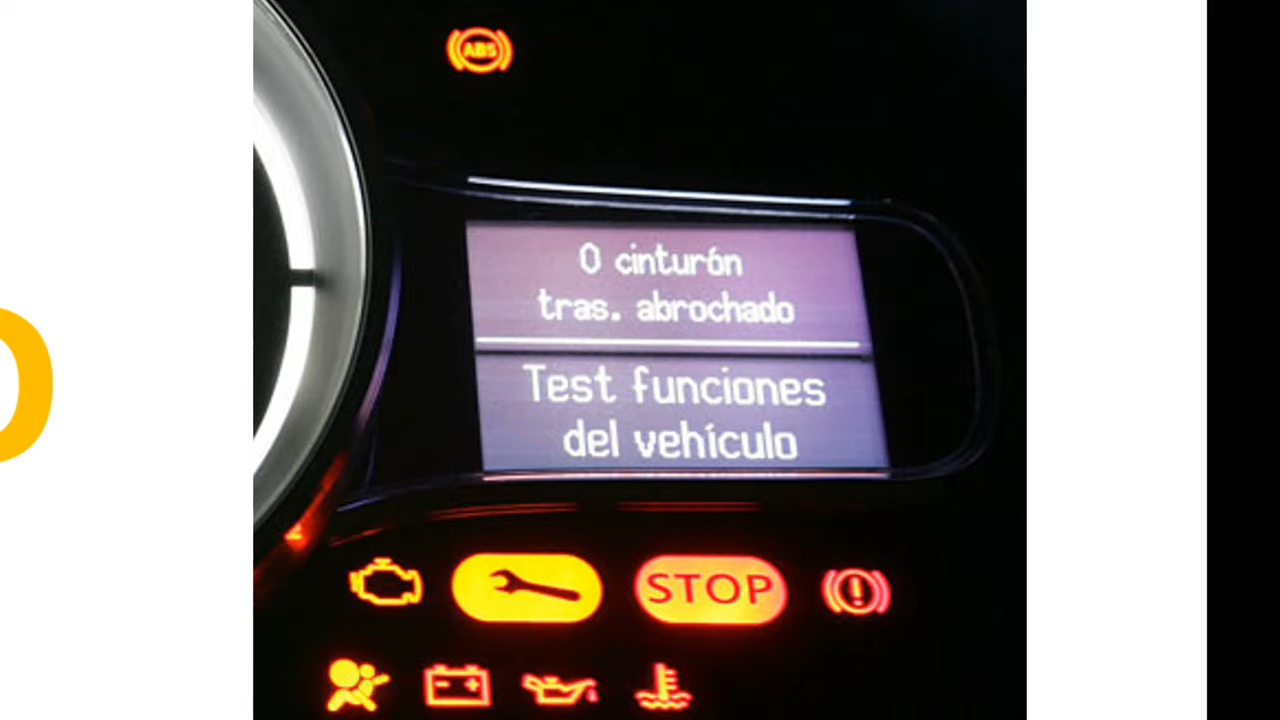 ABS
0 cinturón
tras. abrochado
Test funciones
del vehículo
STOP